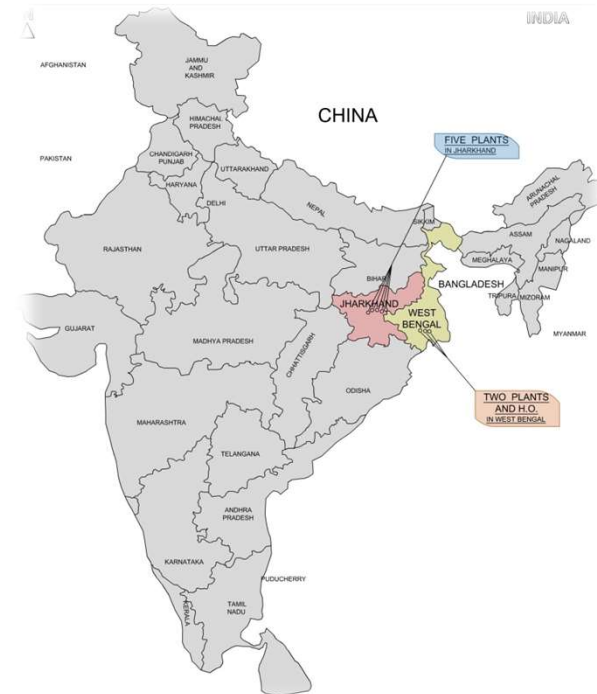 INDIA
AFGHANISTAN
JAMMU
AND
KASHMIR
CHINA
HIMACHAL
PRADESH
FIVE PLANTS
IN JHARKHAND
PAKISTAN
CHANDIGARH
PUNJAB
UTTARAKHAND
HARYANA
DELHI
NEPAL
ARUNACHAL
PRADESH
SIKKIM
ASSAM
NAGALAND
RAJASTHAN
UTTAR PRADESH
MEGHALAYA
MANIPUR
BIHAR
BANGLADESH
TRIPURA
MIZORAM
JHARKHAND
WEST
BENGAL
GUJARAT
MADHYA PRADESH
MYANMAR
CHHATTISGARH
ODISHA
TWO PLANTS
AND H.O.
IN WEST BENGAL
MAHARASHTRA
TELANGANA
ANDHRA
PRADESH
KARNATAKA
PUDUCHERRY
KERALA
TAMIL
NADU